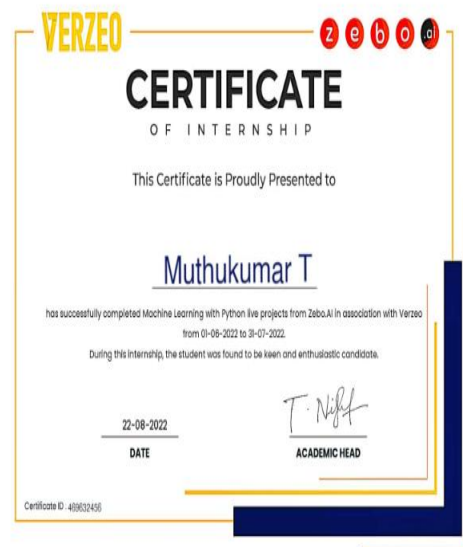 VERZEO
zebo.ai
CERTIFICATE
OF INTERNSHIP
This Certificate is Proudly Presented to
Muthukumar T
has successfully completed Machine Learning with Python live projects from Zebo.AI in association with Verzeo
from 01-06-2022 to 31-07-2022.
During this internship, the student was found to be keen and enthusiastic candidate.
T.
22-08-2022
DATE
ACADEMIC HEAD
Certificate ID : 469632456